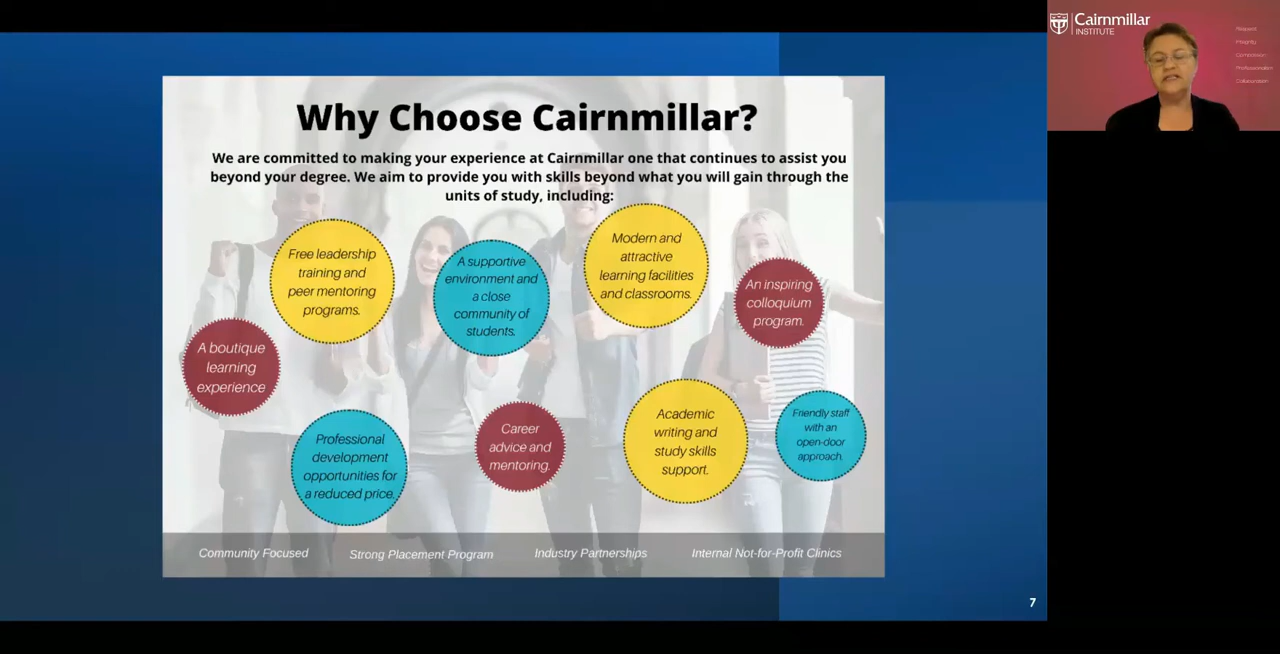 Why Choose Cairnmillar?
We are committed to making your experience at Cairnmillar one that continues to assist you
beyond your degree. We aim to provide you with skills beyond what you will gain through the
units of study, including:
Free leadership
training and
peer mentoring
programs.
A supportive
environment and
a close
community of
students.
Modern and
attractive
learning facilities
and classrooms.
An inspiring
colloquium
program.
A boutique
learning
experience
Professional
development
opportunities for
a reduced price.
Career
advice and
mentoring.
Academic
writing and
study skills
support.
Friendly staff
with an
open-door
approach.
Community Focused
Strong Placement Program
Industry Partnerships
Internal Not-for-Profit Clinics
7
Cairnmillar
INSTITUTE
Respect
Integrity
Compassion
Professionalism
Collaboration